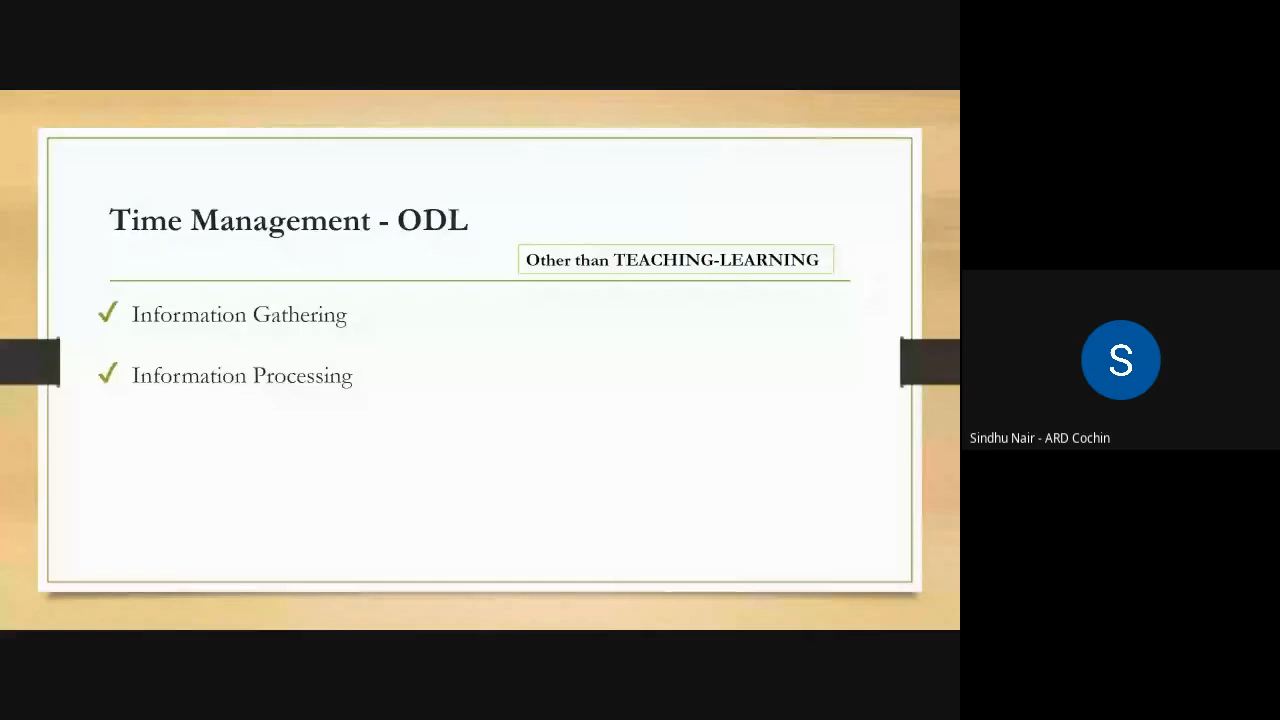 Time Management - ODL
Other than TEACHING-LEARNING
✓ Information Gathering
✓ Information Processing
S
Sindhu Nair - ARD Cochin